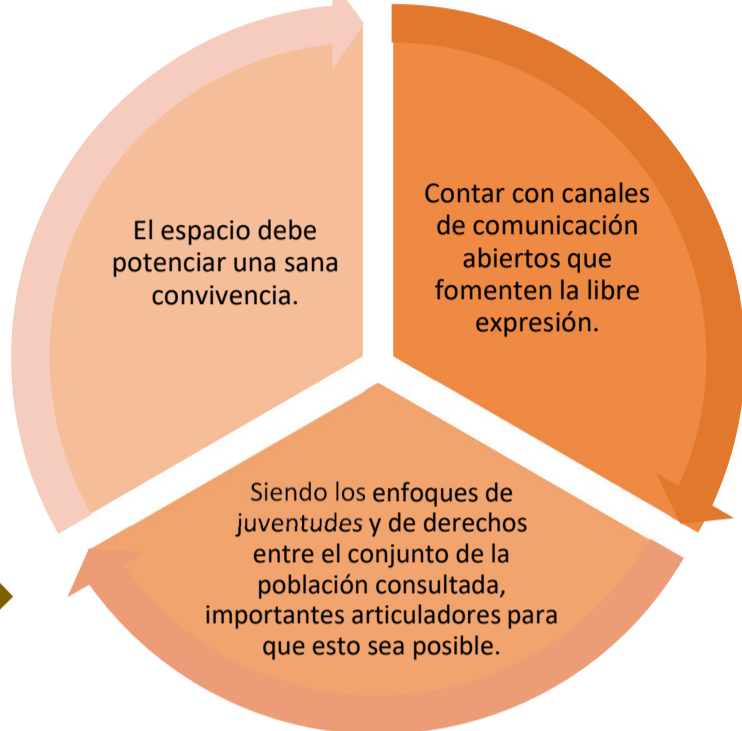 El espacio debe
potenciar una sana
convivencia.
Contar con canales
de comunicación
abiertos que
fomenten la libre
expresión.
Siendo los enfoques de
juventudes y de derechos
entre el conjunto de la
población consultada,
importantes articuladores para
que esto sea posible.